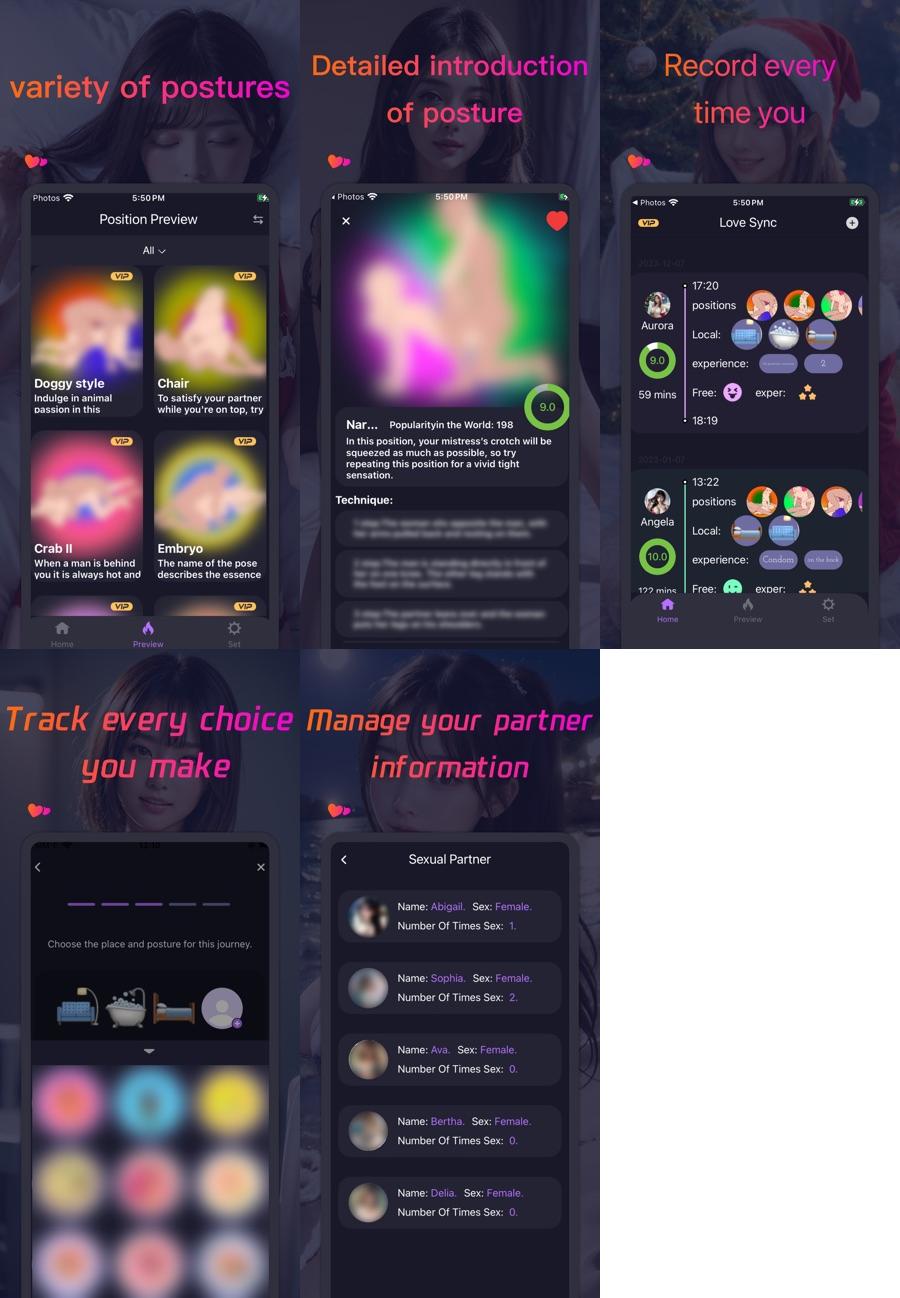 variety of postures
Photos 5:50 PM
Position Preview
All
VIP
VIP
Doggy style
Indulge in animal
passion in this
Chair
To satisfy your partner
while you're on top, try
VIP
VIP
Crab II
When a man is behind
you it is always hot and
Embryo
The name of the pose
describes the essence
VIP
VIP
Home Preview Set
Detailed introduction
of posture
Photos 5:50 PM
9.0
Nar... Popularityin the World: 198
In this position, your mistress's crotch will be
squeezed as much as possible, so try
repeating this position for a vivid tight
sensation.
Technique:
Record every
time you
Photos 5:50 PM
VIP Love Sync
2023-12-07
17:20
positions
Aurora
Local:
9.0
experience: 2
59 mins
Free: exper:
18:19
2023-01-07
13:22
positions
Angela
Local:
10.0
experience: Condom on the back
122 mins
Free: exper:
Home Preview Set
Track every choice
you make
Choose the place and posture for this journey.
Manage your partner
information
Sexual Partner
Name: Abigail. Sex: Female.
Number Of Times Sex: 1.
Name: Sophia. Sex: Female.
Number Of Times Sex: 2.
Name: Ava. Sex: Female.
Number Of Times Sex: 0.
Name: Bertha. Sex: Female.
Number Of Times Sex: 0.
Name: Delia. Sex: Female.
Number Of Times Sex: 0.